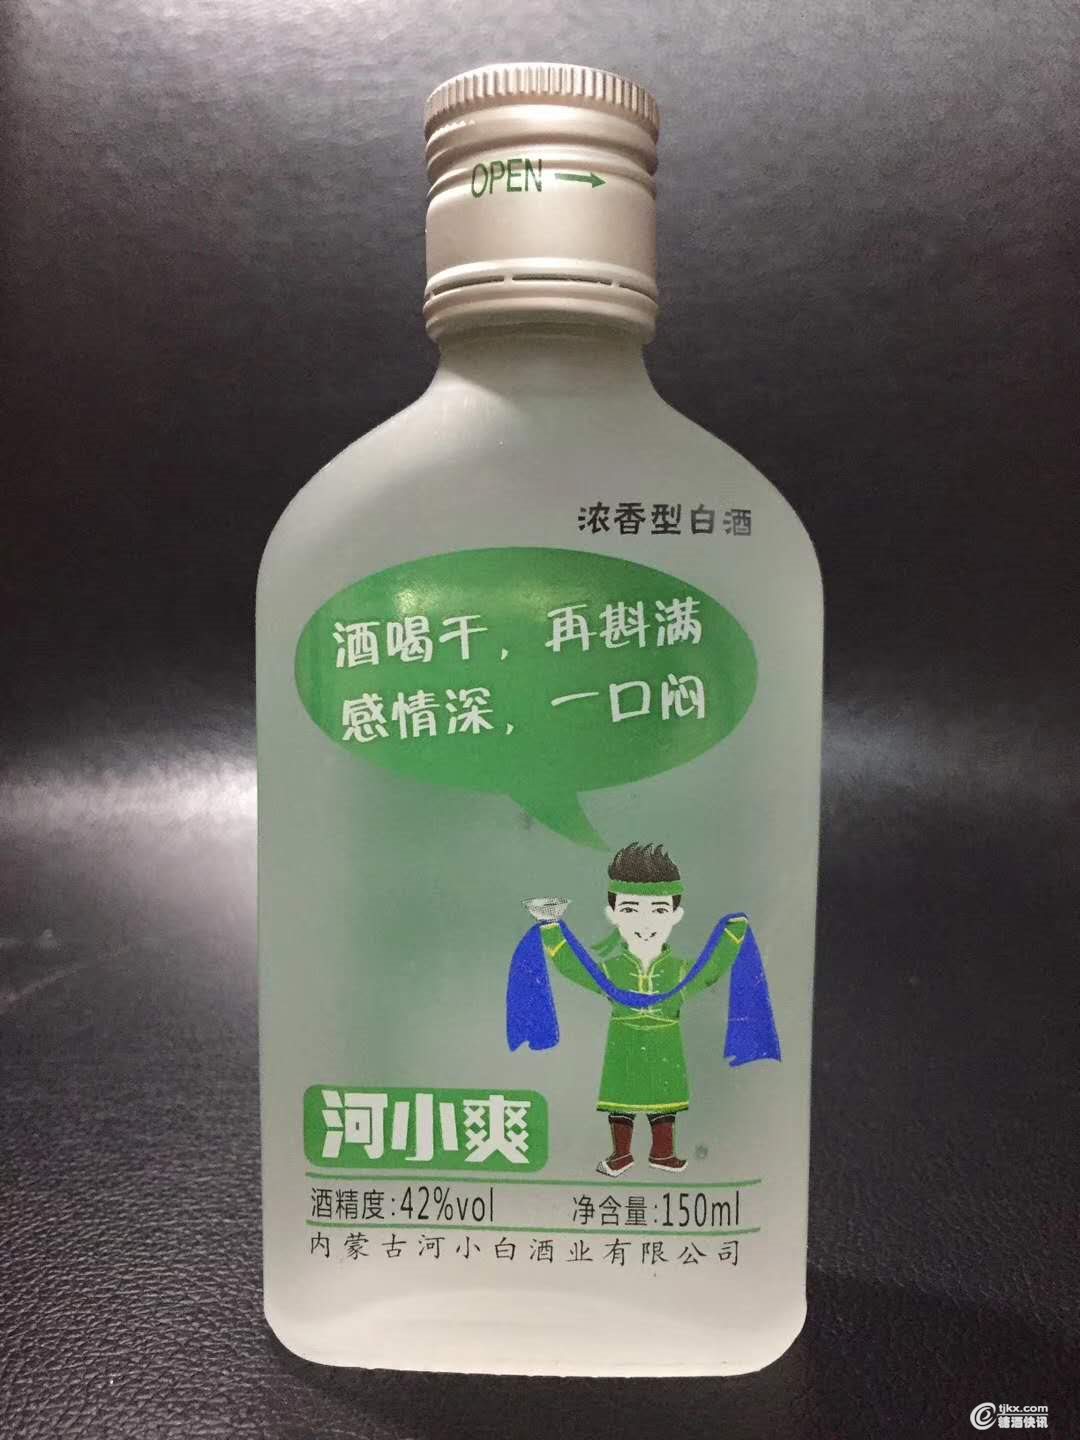 OPEN
浓香型白酒
酒喝干，再斟满
感情深，一口闷
河小爽
酒精度:42%vol 净含量:150ml
内蒙古河小白酒业有限公司
tjkx.com
糖酒快讯